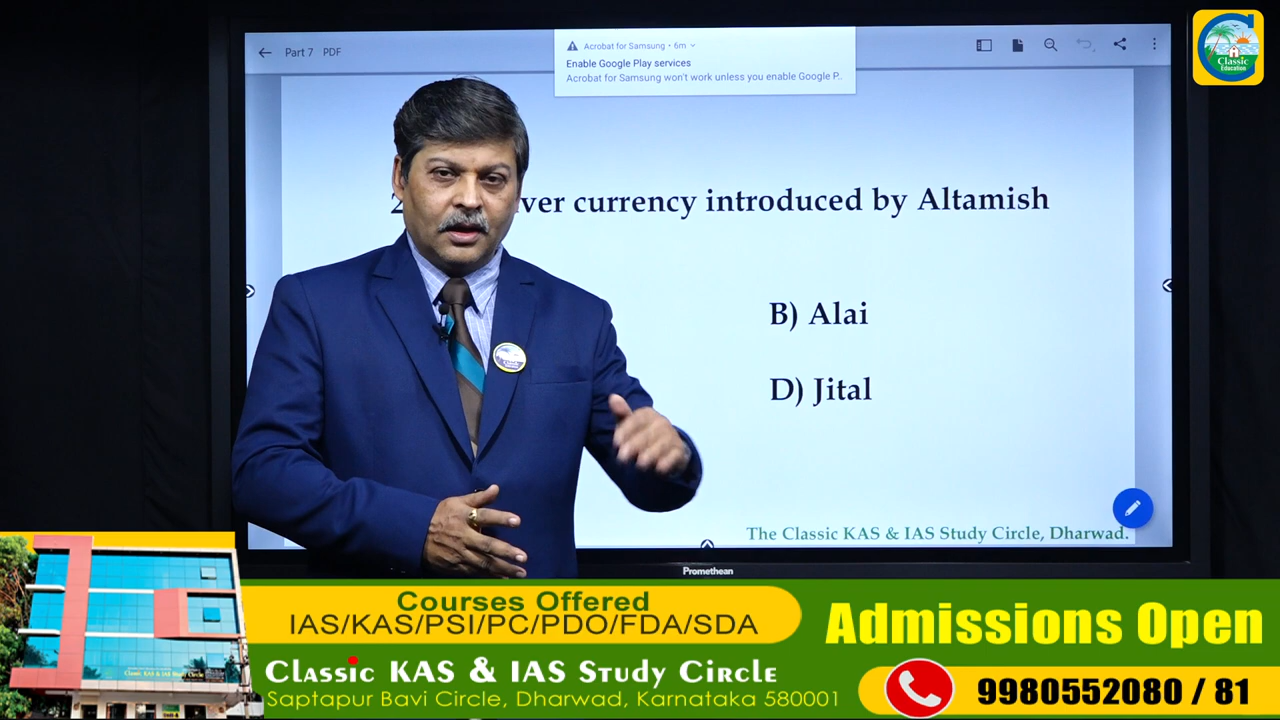 Part 7 PDF
Acrobat for Samsung • 6m
Enable Google Play services
Acrobat for Samsung won't work unless you enable Google P..
Classic
Education
currency introduced by Altamish
B) Alai
D) Jital
The Classic KAS & IAS Study Circle, Dharwad.
Promethean
Courses Offered
IAS/KAS/PSI/PC/PDO/FDA/SDA
Classic KAS & IAS Study Circle
Saptapur Bavi Circle, Dharwad, Karnataka 580001
Admissions Open
9980552080 / 81